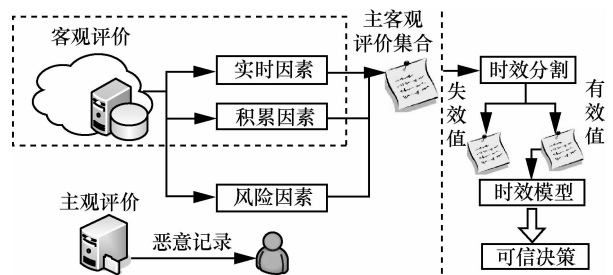 客观评价
实时因素
积累因素
风险因素
主观评价
恶意记录
主客观
评价集合
时效分割
失效值
有效值
时效模型
可信决策